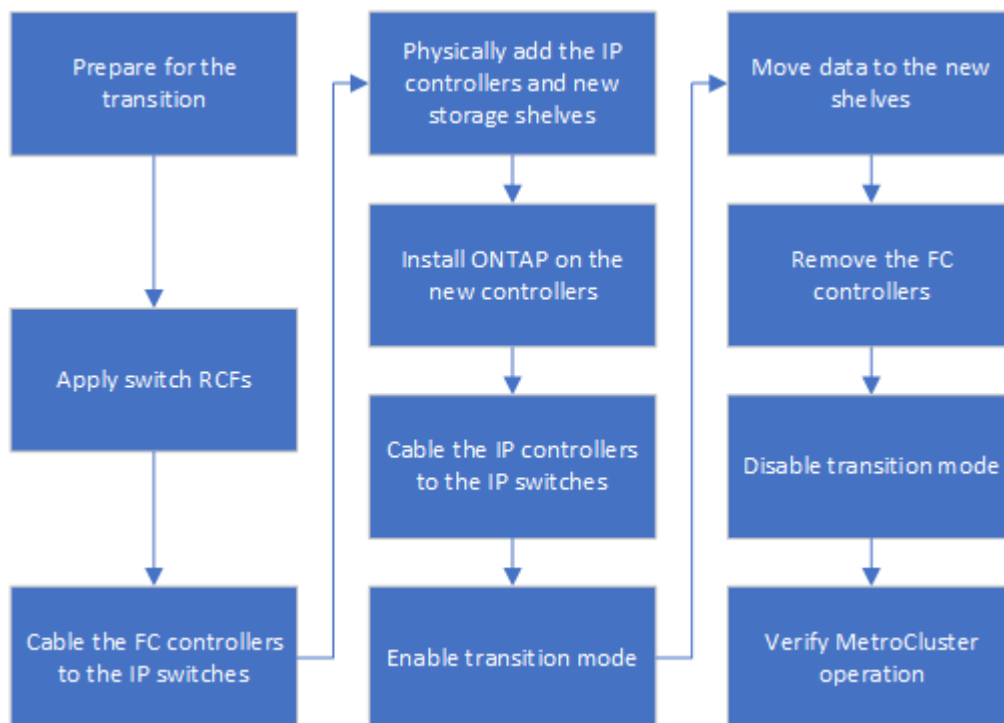 Prepare for the
transition
Apply switch RCFs
Cable the FC controllers
to the IP switches
Physically add the IP
controllers and new
storage shelves
Install ONTAP on the
new controllers
Cable the IP controllers
to the IP switches
Enable transition mode
Move data to the new
shelves
Remove the FC
controllers
Disable transition mode
Verify MetroCluster
operation